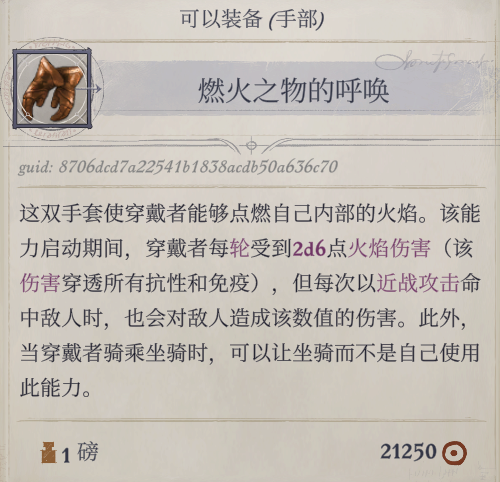 可以装备 (手部)
燃火之物的呼唤
guid: 8706dcd7a22541b1838acdb50a636c70
这双手套使穿戴者能够点燃自己内部的火焰。该能
力启动期间，穿戴者每轮受到2d6点火焰伤害（该
伤害穿透所有抗性和免疫），但每次以近战攻击命
中敌人时，也会对敌人造成该数值的伤害。此外，
当穿戴者骑乘坐骑时，可以让坐骑而不是自己使用
此能力。
1 磅
21250